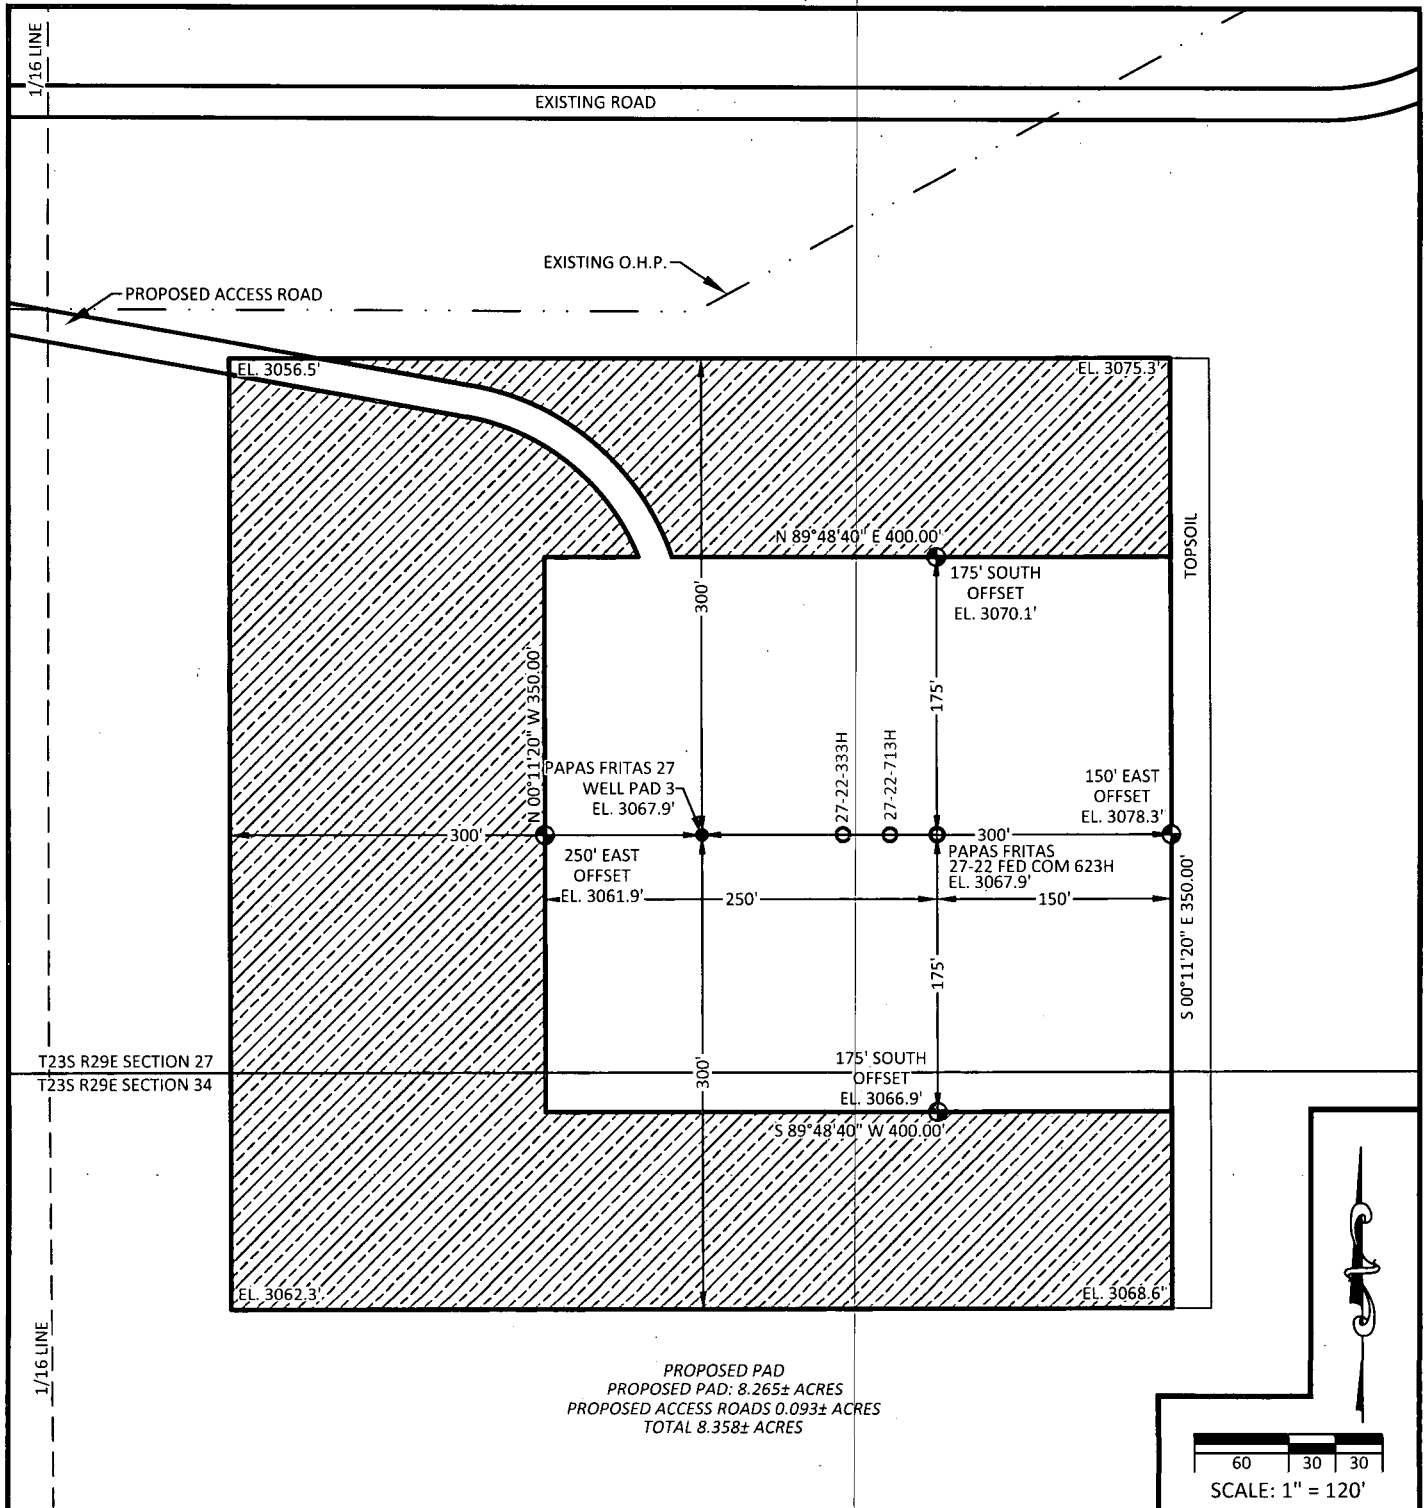 1/16 LINE
EXISTING ROAD
EXISTING O.H.P.
PROPOSED ACCESS ROAD
EL. 3056.5'
EL. 3075.3'
TOPSOIL
N 89°48'40" E 400.00'
175' SOUTH
OFFSET
EL. 3070.1'
300'
N 00°11'20" W 350.00'
175'
27-22-333H
27-22-713H
PAPAS FRITAS 27
WELL PAD 3
EL. 3067.9'
150' EAST
OFFSET
EL. 3078.3'
300'
300'
250' EAST
OFFSET
EL. 3061.9'
PAPAS FRITAS
27-22 FED COM 623H
EL. 3067.9'
250'
150'
S 00°11'20" E 350.00'
175'
T23S R29E SECTION 27
T23S R29E SECTION 34
300'
175' SOUTH
OFFSET
EL. 3066.9'
S 89°48'40" W 400.00'
EL. 3062.3'
EL. 3068.6'
1/16 LINE
PROPOSED PAD
PROPOSED PAD: 8.265± ACRES
PROPOSED ACCESS ROADS 0.093± ACRES
TOTAL 8.358± ACRES
60 30 30
SCALE: 1" = 120'